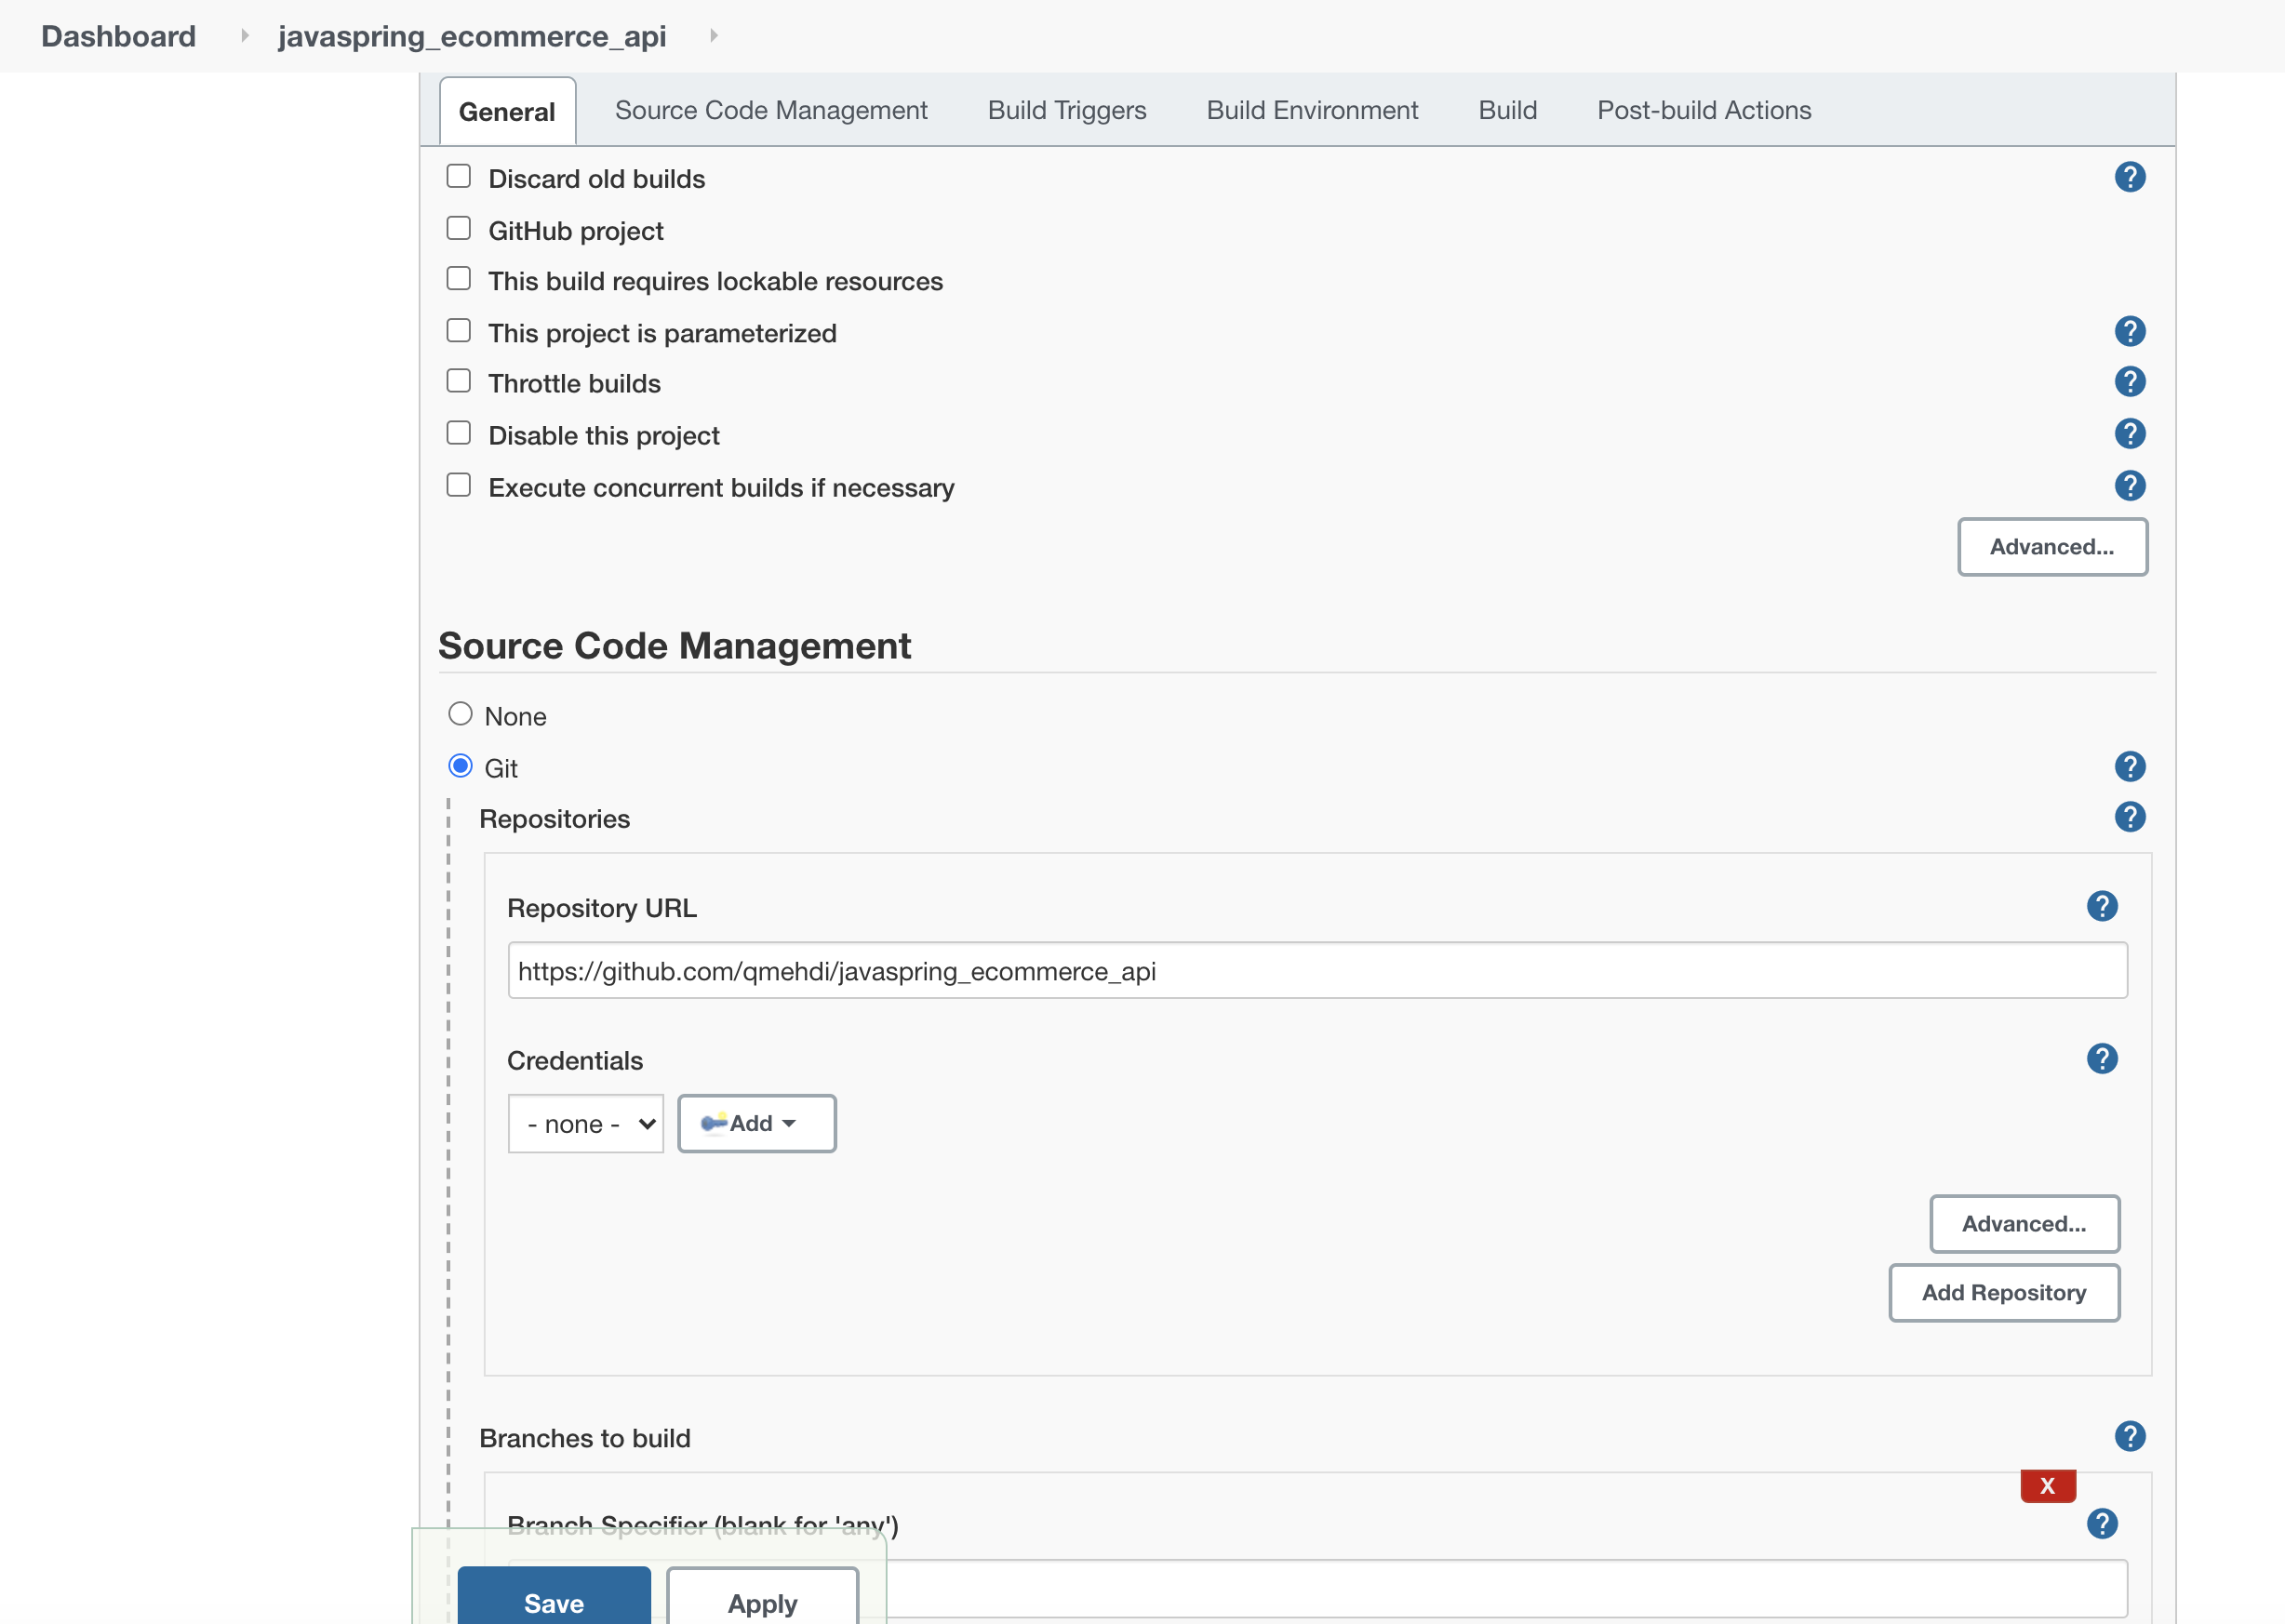 Dashboard javaspring_ecommerce_api
General Source Code Management Build Triggers Build Environment Build Post-build Actions
Discard old builds ?
GitHub project
This build requires lockable resources
This project is parameterized ?
Throttle builds ?
Disable this project ?
Execute concurrent builds if necessary ?
Advanced...
Source Code Management
None
Git ?
Repositories ?
Repository URL ?
https://github.com/qmehdi/javaspring_ecommerce_api
Credentials ?
- none - Add
Advanced...
Add Repository
Branches to build ?
X
Branch Specifier (blank for 'any') ?
Save Apply